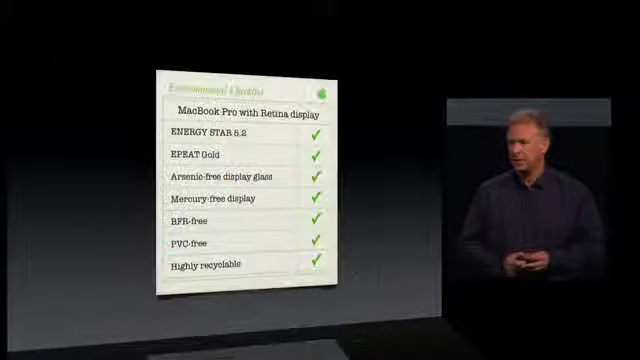 Environmental Checklist
MacBook Pro with Retina display
ENERGY STAR 5.2
EPEAT Gold
Arsenic-free display glass
Mercury-free display
BFR-free
PVC-free
Highly recyclable